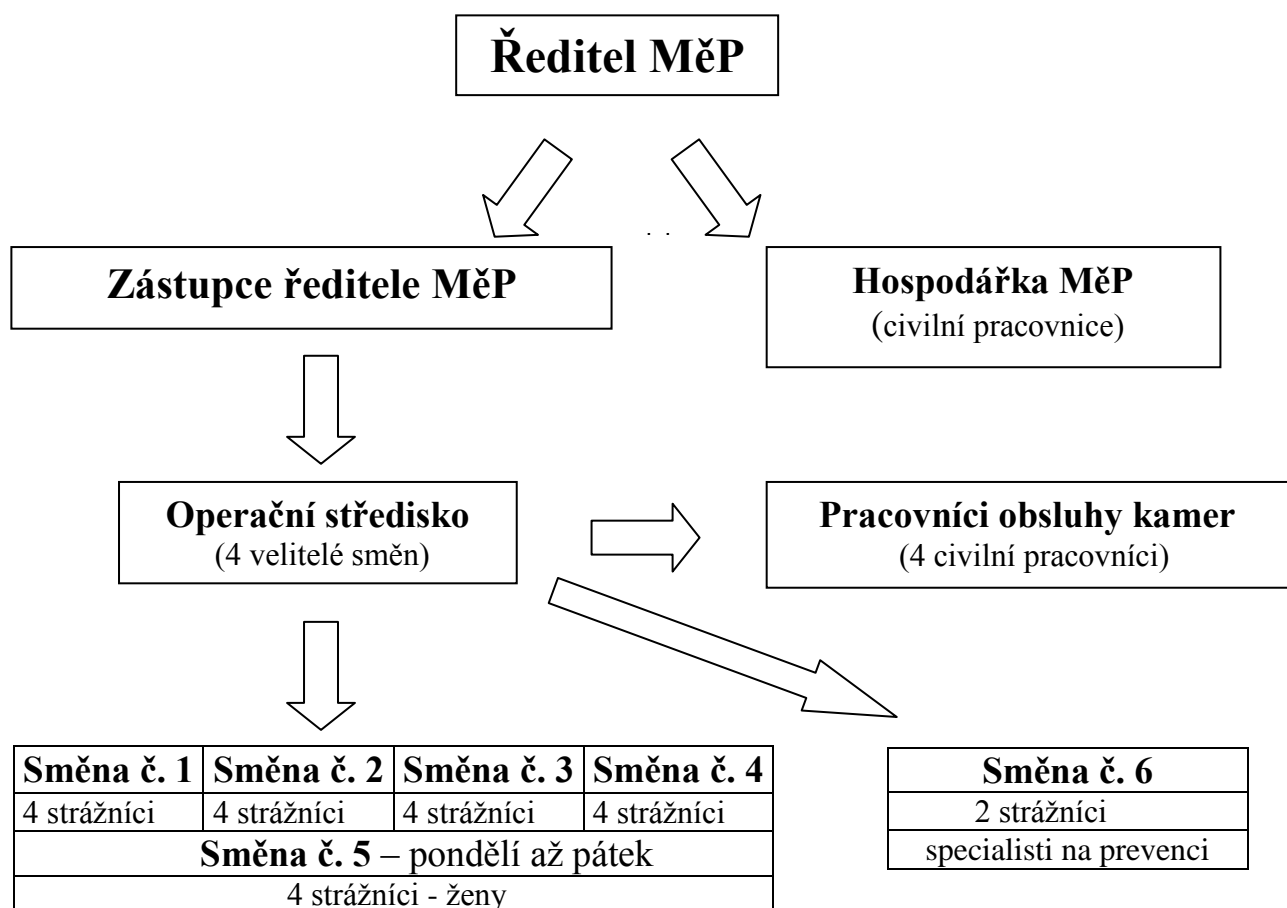 Ředitel MěP
Zástupce ředitele MěP
Hospodářka MěP
(civilní pracovnice)
Operační středisko
(4 velitelé směn)
Pracovníci obsluhy kamer
(4 civilní pracovníci)
Směna č. 1 Směna č. 2 Směna č. 3 Směna č. 4
4 strážníci 4 strážníci 4 strážníci 4 strážníci
Směna č. 5 – pondělí až pátek
4 strážníci - ženy
Směna č. 6
2 strážníci
specialisti na prevenci